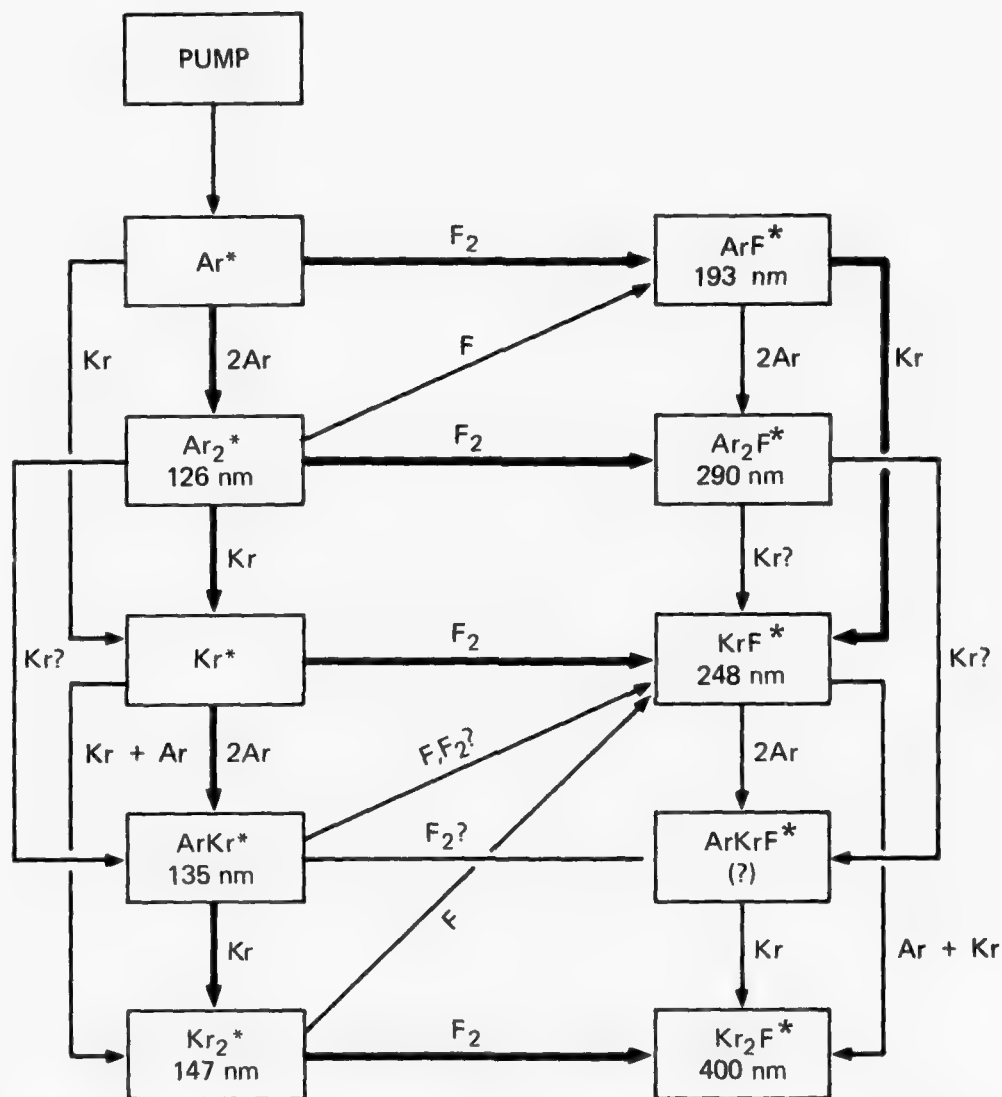 PUMP
Ar*
F₂
ArF*
193 nm
Kr
2Ar
F
2Ar
Kr
Ar₂*
126 nm
F₂
Ar₂F*
290 nm
Kr
Kr?
Kr?
Kr*
F₂
KrF*
248 nm
Kr?
Kr + Ar
2Ar
F,F₂?
2Ar
ArKr*
135 nm
F₂?
ArKrF*
(?)
Kr
F
Kr
Ar + Kr
Kr₂*
147 nm
F₂
Kr₂F*
400 nm